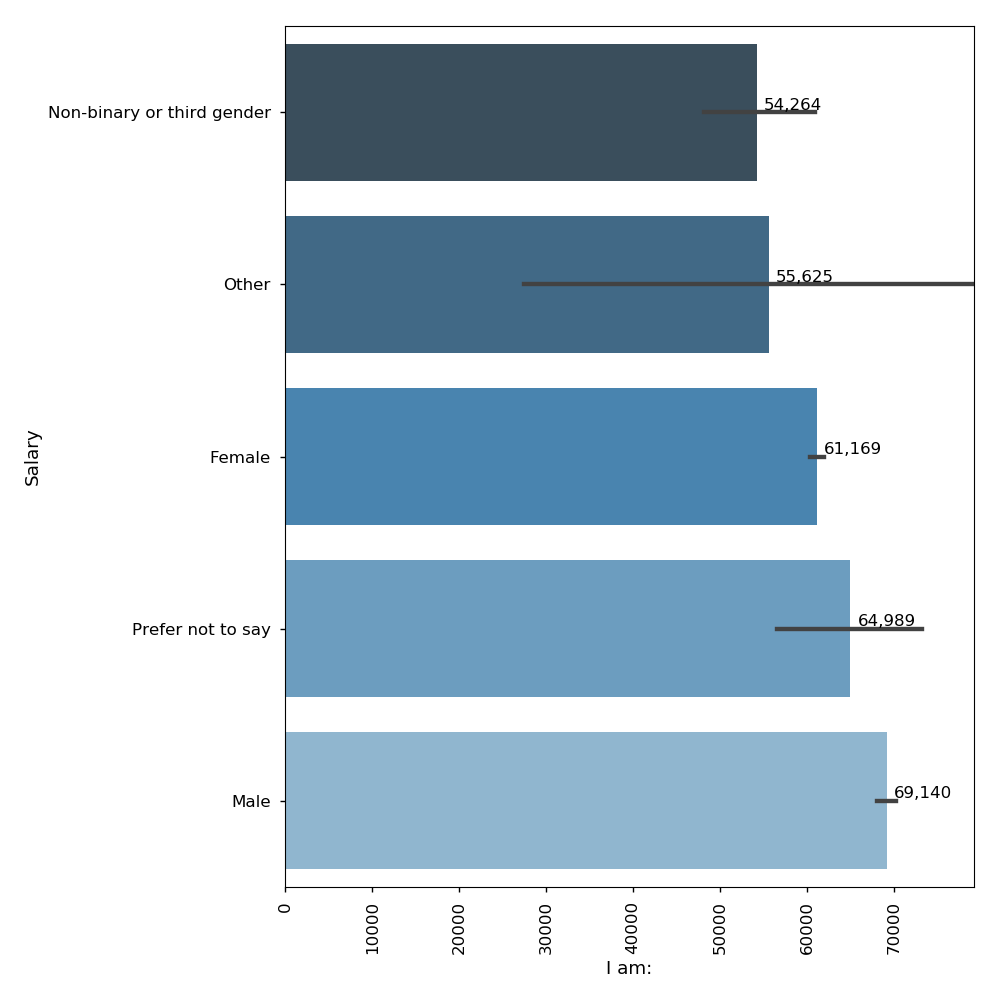 Non-binary or third gender
54,264
Other
55,625
Female
61,169
Salary
Prefer not to say
64,989
Male
69,140
0
10000
20000
30000
40000
50000
60000
70000
I am: